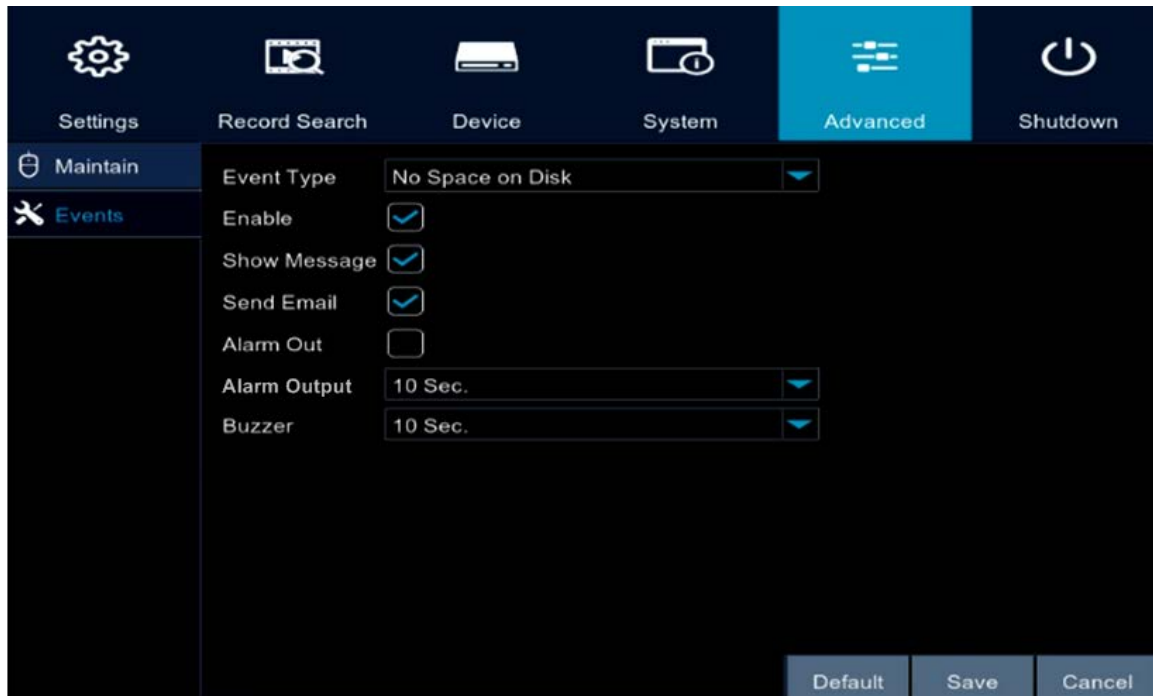 Settings Record Search Device System Advanced Shutdown
Maintain
Events
Event Type No Space on Disk
Enable
Show Message
Send Email
Alarm Out
Alarm Output 10 Sec.
Buzzer 10 Sec.
Default Save Cancel